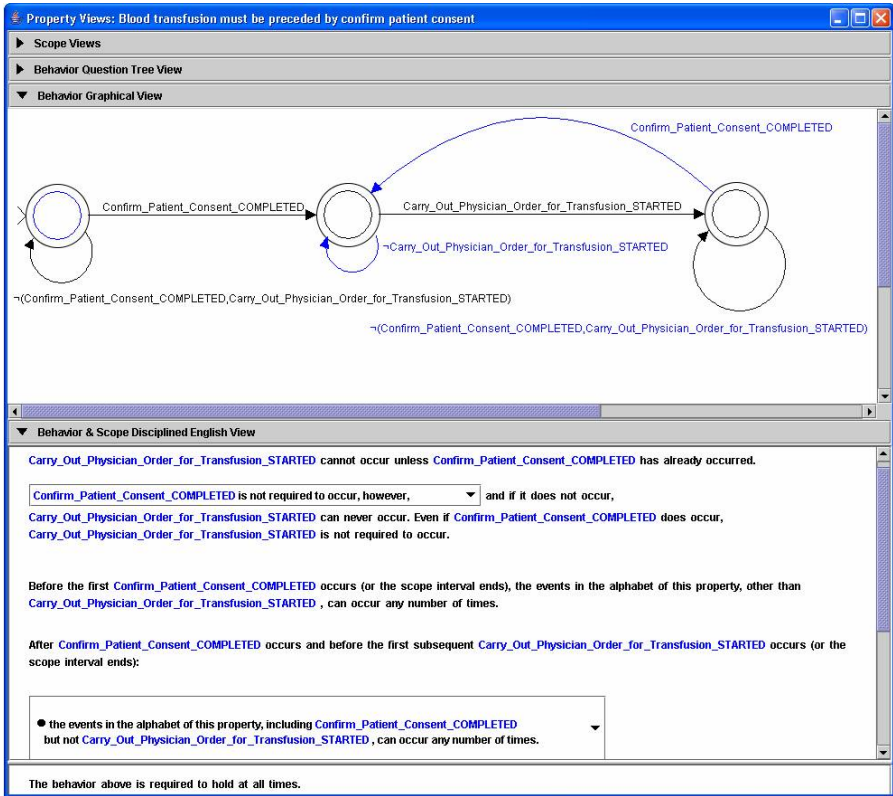 Property Views: Blood transfusion must be preceded by confirm patient consent
Scope Views
Behavior Question Tree View
Behavior Graphical View
Confirm_Patient_Consent_COMPLETED
Confirm_Patient_Consent_COMPLETED
Carry_Out_Physician_Order_for_Transfusion_STARTED
¬Carry_Out_Physician_Order_for_Transfusion_STARTED
¬(Confirm_Patient_Consent_COMPLETED,Carry_Out_Physician_Order_for_Transfusion_STARTED)
¬(Confirm_Patient_Consent_COMPLETED,Carry_Out_Physician_Order_for_Transfusion_STARTED)
Behavior & Scope Disciplined English View
Carry_Out_Physician_Order_for_Transfusion_STARTED cannot occur unless Confirm_Patient_Consent_COMPLETED has already occurred.
Confirm_Patient_Consent_COMPLETED is not required to occur, however, and if it does not occur,
Carry_Out_Physician_Order_for_Transfusion_STARTED can never occur. Even if Confirm_Patient_Consent_COMPLETED does occur,
Carry_Out_Physician_Order_for_Transfusion_STARTED is not required to occur.
Before the first Confirm_Patient_Consent_COMPLETED occurs (or the scope interval ends), the events in the alphabet of this property, other than
Carry_Out_Physician_Order_for_Transfusion_STARTED , can occur any number of times.
After Confirm_Patient_Consent_COMPLETED occurs and before the first subsequent Carry_Out_Physician_Order_for_Transfusion_STARTED occurs (or the
scope interval ends):
● the events in the alphabet of this property, including Confirm_Patient_Consent_COMPLETED
but not Carry_Out_Physician_Order_for_Transfusion_STARTED , can occur any number of times.
The behavior above is required to hold at all times.